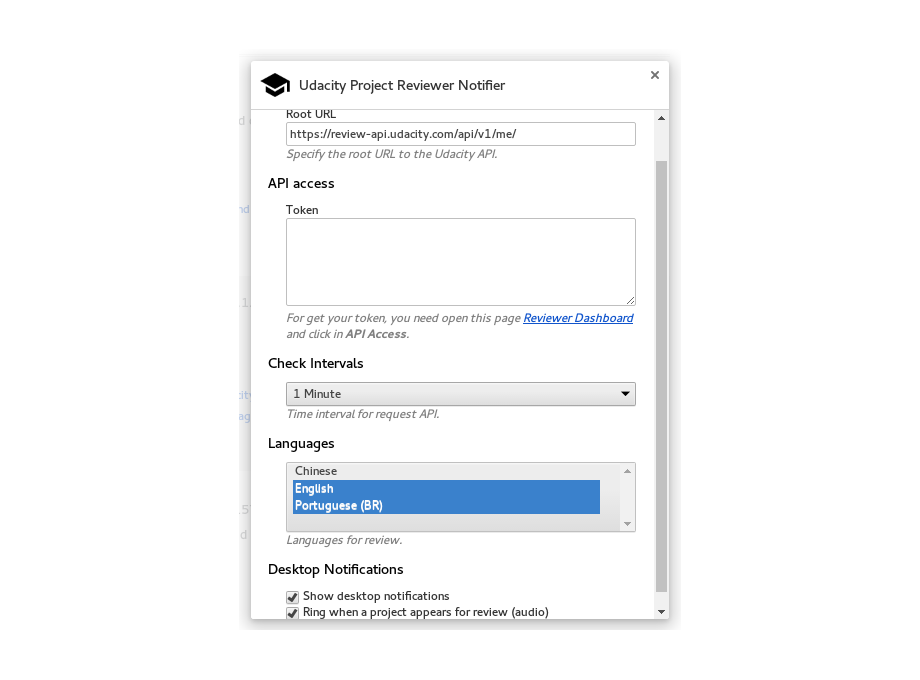 Udacity Project Reviewer Notifier
×
Root URL
https://review-api.udacity.com/api/v1/me/
Specify the root URL to the Udacity API.
API access
Token
For get your token, you need open this page Reviewer Dashboard
and click in API Access.
Check Intervals
1 Minute
Time interval for request API.
Languages
Chinese
English
Portuguese (BR)
Languages for review.
Desktop Notifications
Show desktop notifications
Ring when a project appears for review (audio)